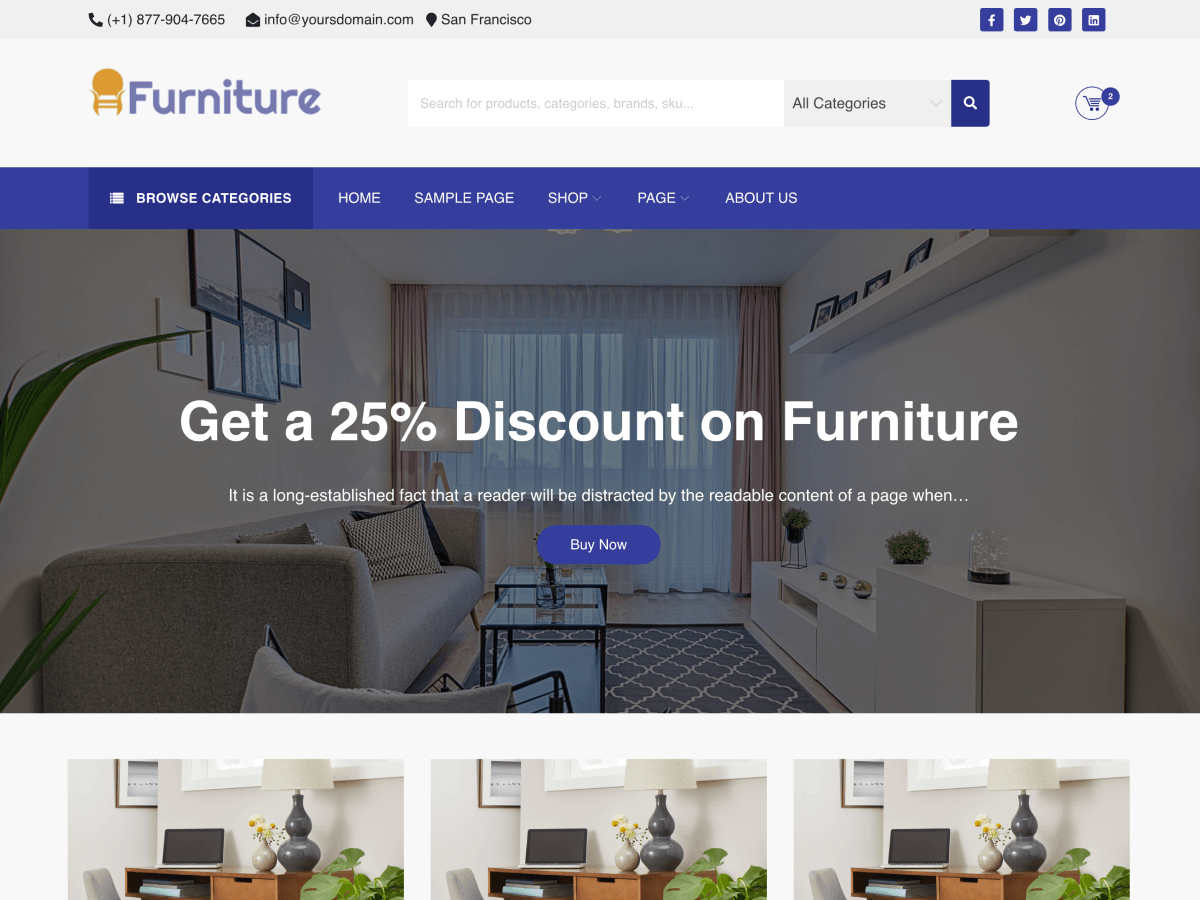 (+1) 877-904-7665 info@yoursdomain.com San Francisco
Furniture
Search for products, categories, brands, sku...
All Categories
2
BROWSE CATEGORIES HOME SAMPLE PAGE SHOP PAGE ABOUT US
Get a 25% Discount on Furniture
It is a long-established fact that a reader will be distracted by the readable content of a page when…
Buy Now